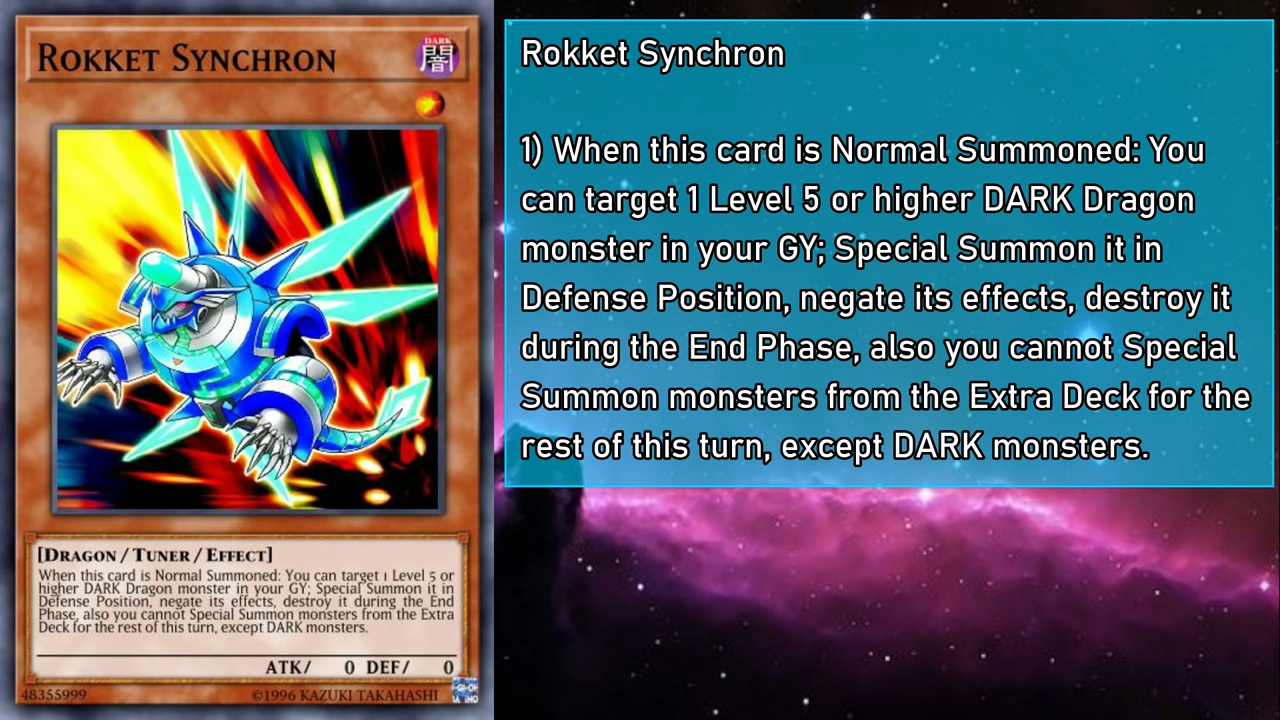 ROKKET SYNCHRON
DARK
闇
[DRAGON / TUNER / EFFECT]
When this card is Normal Summoned: You can target 1 Level 5 or
higher DARK Dragon monster in your GY; Special Summon it in
Defense Position, negate its effects, destroy it during the End
Phase, also you cannot Special Summon monsters from the Extra
Deck for the rest of this turn, except DARK monsters.
ATK/ 0 DEF/ 0
48355999 ©1996 KAZUKI TAKAHASHI
Rokket Synchron
1) When this card is Normal Summoned: You
can target 1 Level 5 or higher DARK Dragon
monster in your GY; Special Summon it in
Defense Position, negate its effects, destroy it
during the End Phase, also you cannot Special
Summon monsters from the Extra Deck for the
rest of this turn, except DARK monsters.